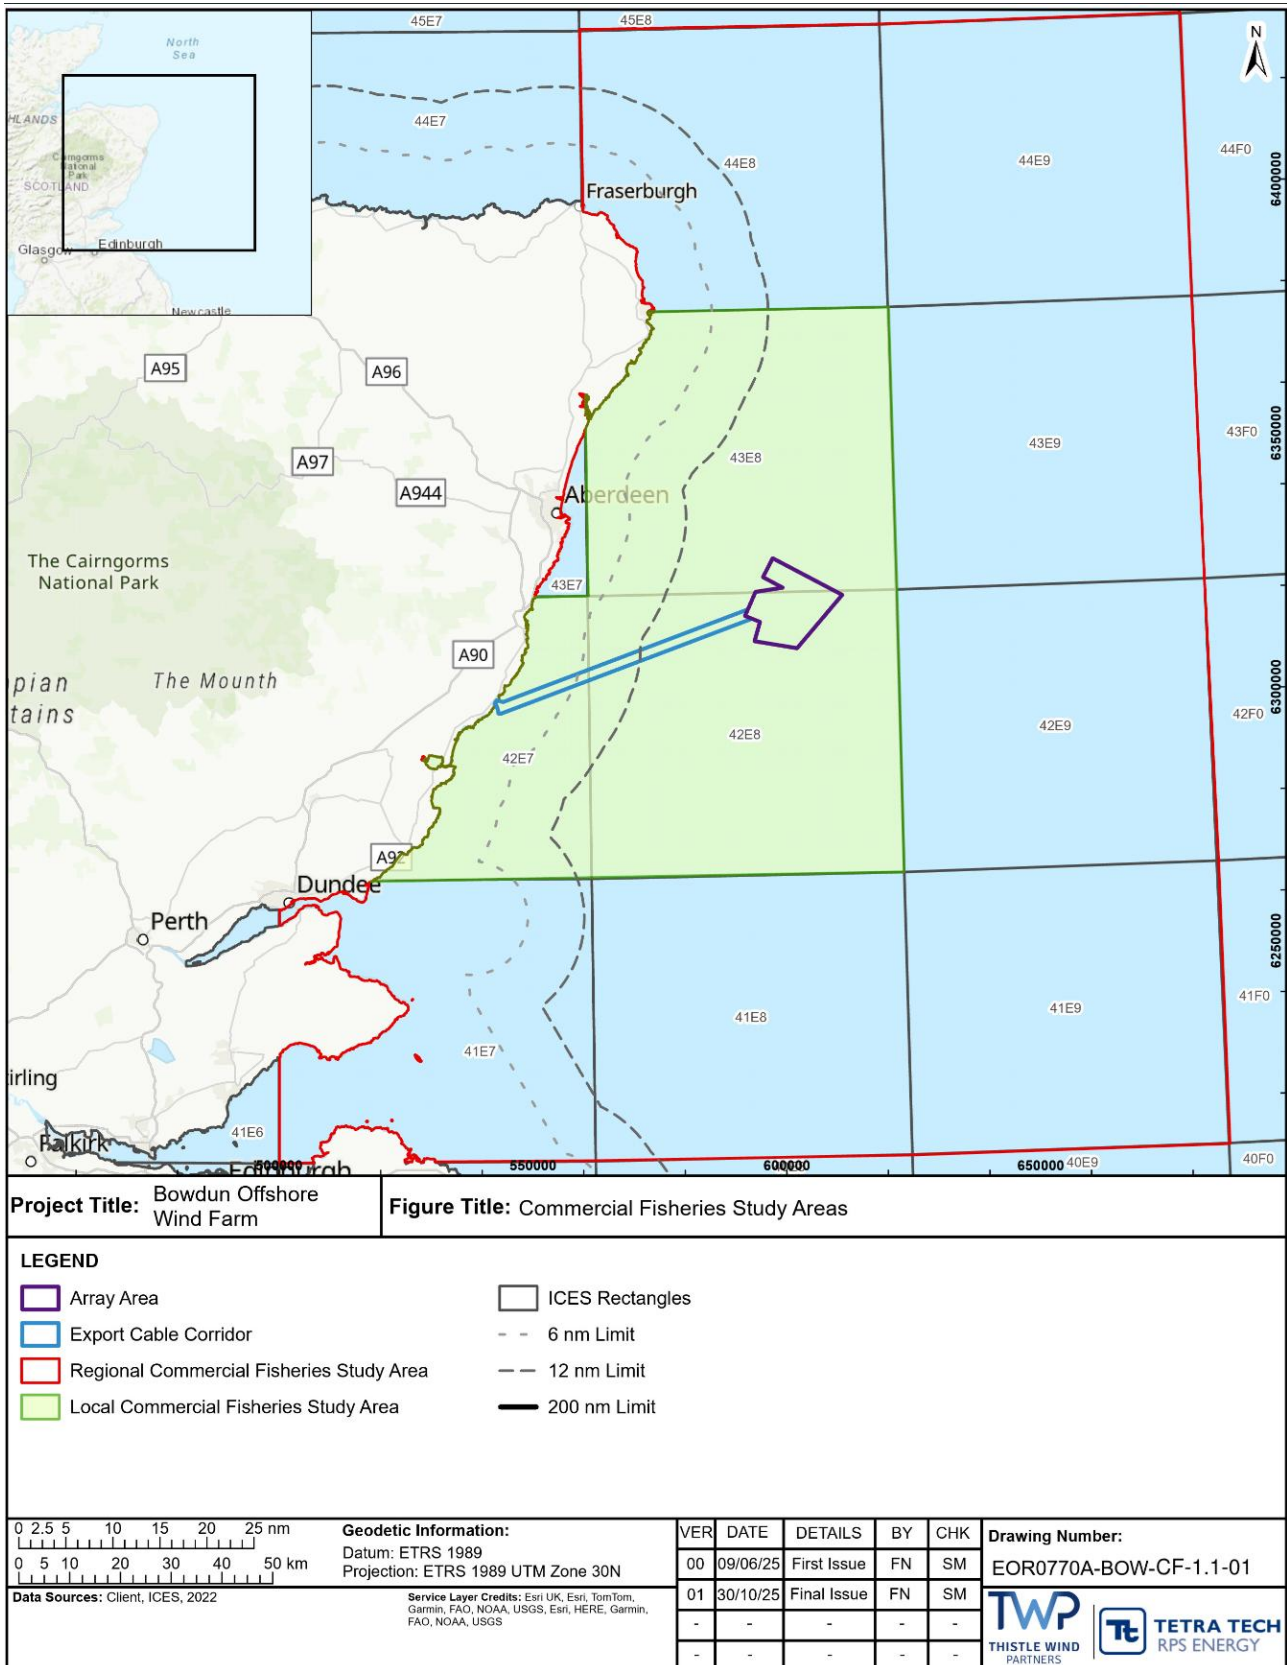 45E7
45E8
North
Sea
N
HLANDS
Cairngorms
National
Park
SCOTLAND
Glasgow
Edinburgh
Newcastle
44E7
44E8
44E9
44F0
6400000
Fraserburgh
A95
A96
A97
A944
43E8
43E9
43F0
6350000
Aberdeen
The Cairngorms
National Park
43E7
A90
pian
tains
The Mounth
42E7
42E8
42E9
42F0
6300000
A92
Dundee
Perth
6250000
41E7
41E8
41E9
41F0
irling
41E6
Falkirk
Edinburgh
500000
550000
600000
650000
40E9
40F0
Project Title: Bowdun Offshore
Wind Farm
Figure Title: Commercial Fisheries Study Areas
LEGEND
Array Area
Export Cable Corridor
Regional Commercial Fisheries Study Area
Local Commercial Fisheries Study Area
ICES Rectangles
6 nm Limit
12 nm Limit
200 nm Limit
0 2.5 5 10 15 20 25 nm
0 5 10 20 30 40 50 km
Geodetic Information:
Datum: ETRS 1989
Projection: ETRS 1989 UTM Zone 30N
Data Sources: Client, ICES, 2022
Service Layer Credits: Esri UK, Esri, TomTom,
Garmin, FAO, NOAA, USGS, Esri, HERE, Garmin,
FAO, NOAA, USGS
VER DATE DETAILS BY CHK
00 09/06/25 First Issue FN SM
01 30/10/25 Final Issue FN SM
- - - - -
- - - - -
Drawing Number:
EOR0770A-BOW-CF-1.1-01
TWP
THISTLE WIND
PARTNERS
Tt
TETRA TECH
RPS ENERGY